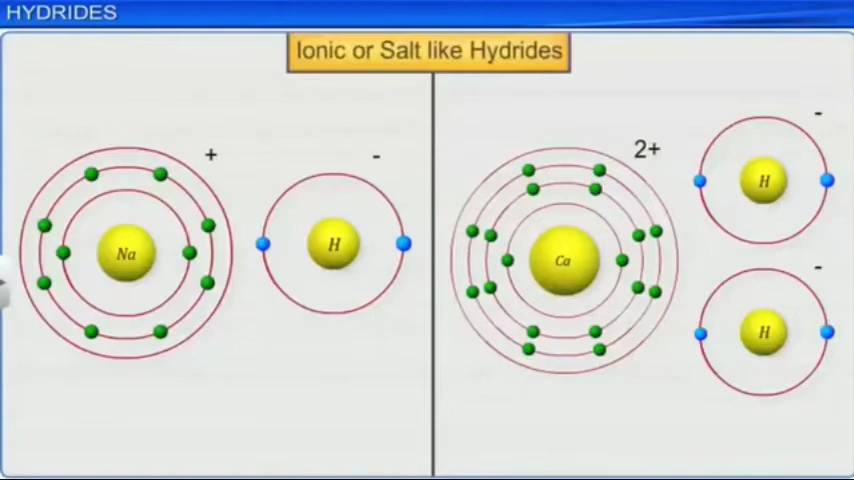 HYDRIDES
Ionic or Salt like Hydrides
+
-
Na
H
2+
-
Ca
H
-
H